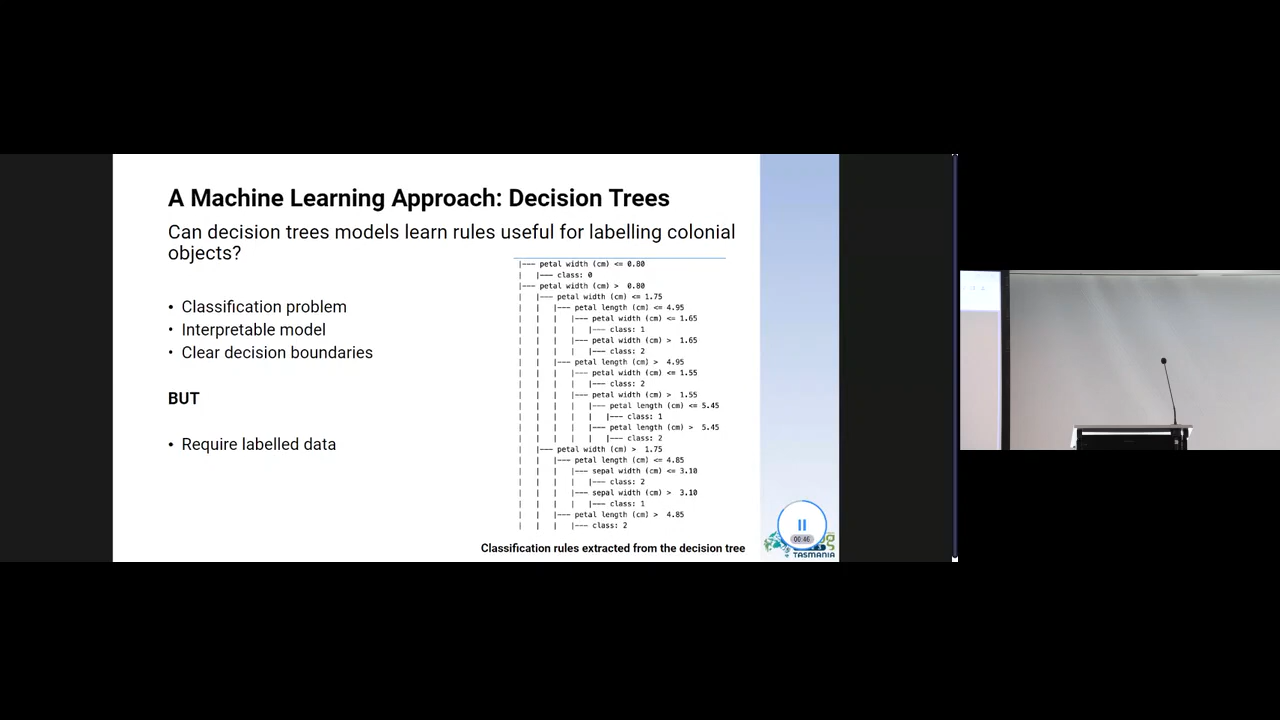 A Machine Learning Approach: Decision Trees
Can decision trees models learn rules useful for labelling colonial
objects?
• Classification problem
• Interpretable model
• Clear decision boundaries
BUT
• Require labelled data
|--- petal width (cm) <= 0.80
|   |--- class: 0
|--- petal width (cm) >  0.80
|   |--- petal width (cm) <= 1.75
|   |   |--- petal length (cm) <= 4.95
|   |   |   |--- petal width (cm) <= 1.65
|   |   |   |   |--- class: 1
|   |   |   |--- petal width (cm) >  1.65
|   |   |   |   |--- class: 2
|   |   |--- petal length (cm) >  4.95
|   |   |   |--- petal width (cm) <= 1.55
|   |   |   |   |--- class: 2
|   |   |   |--- petal width (cm) >  1.55
|   |   |   |   |--- petal length (cm) <= 5.45
|   |   |   |   |   |--- class: 1
|   |   |   |   |--- petal length (cm) >  5.45
|   |   |   |   |   |--- class: 2
|   |--- petal width (cm) >  1.75
|   |   |--- petal length (cm) <= 4.85
|   |   |   |--- sepal width (cm) <= 3.10
|   |   |   |   |--- class: 2
|   |   |   |--- sepal width (cm) >  3.10
|   |   |   |   |--- class: 1
|   |   |--- petal length (cm) >  4.85
|   |   |   |--- class: 2
Classification rules extracted from the decision tree
00:46
TASMANIA